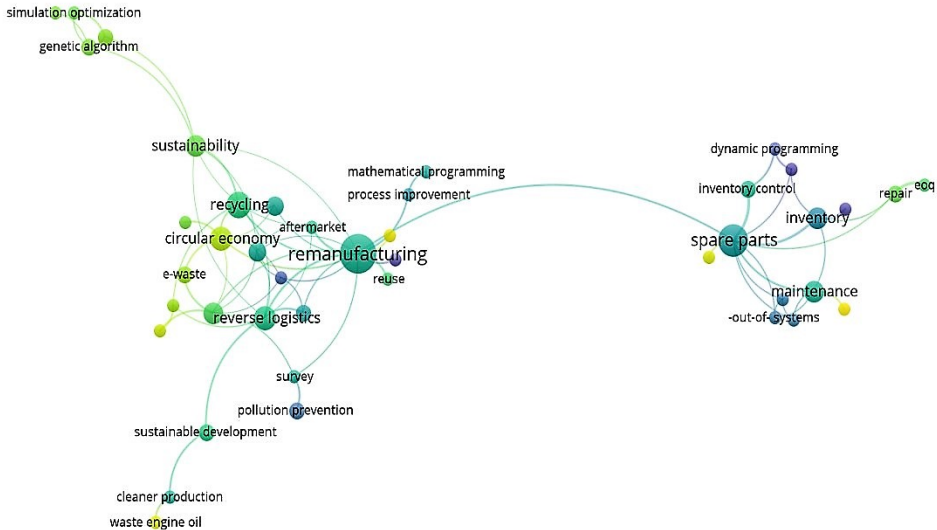 simulation optimization
genetic algorithm
sustainability
dynamic programming
mathematical programming
process improvement
inventory control
repair
eoq
recycling
aftermarket
inventory
circular economy
remanufacturing
spare parts
e-waste
reuse
maintenance
reverse logistics
-out-of-systems
survey
pollution prevention
sustainable development
cleaner production
waste engine oil